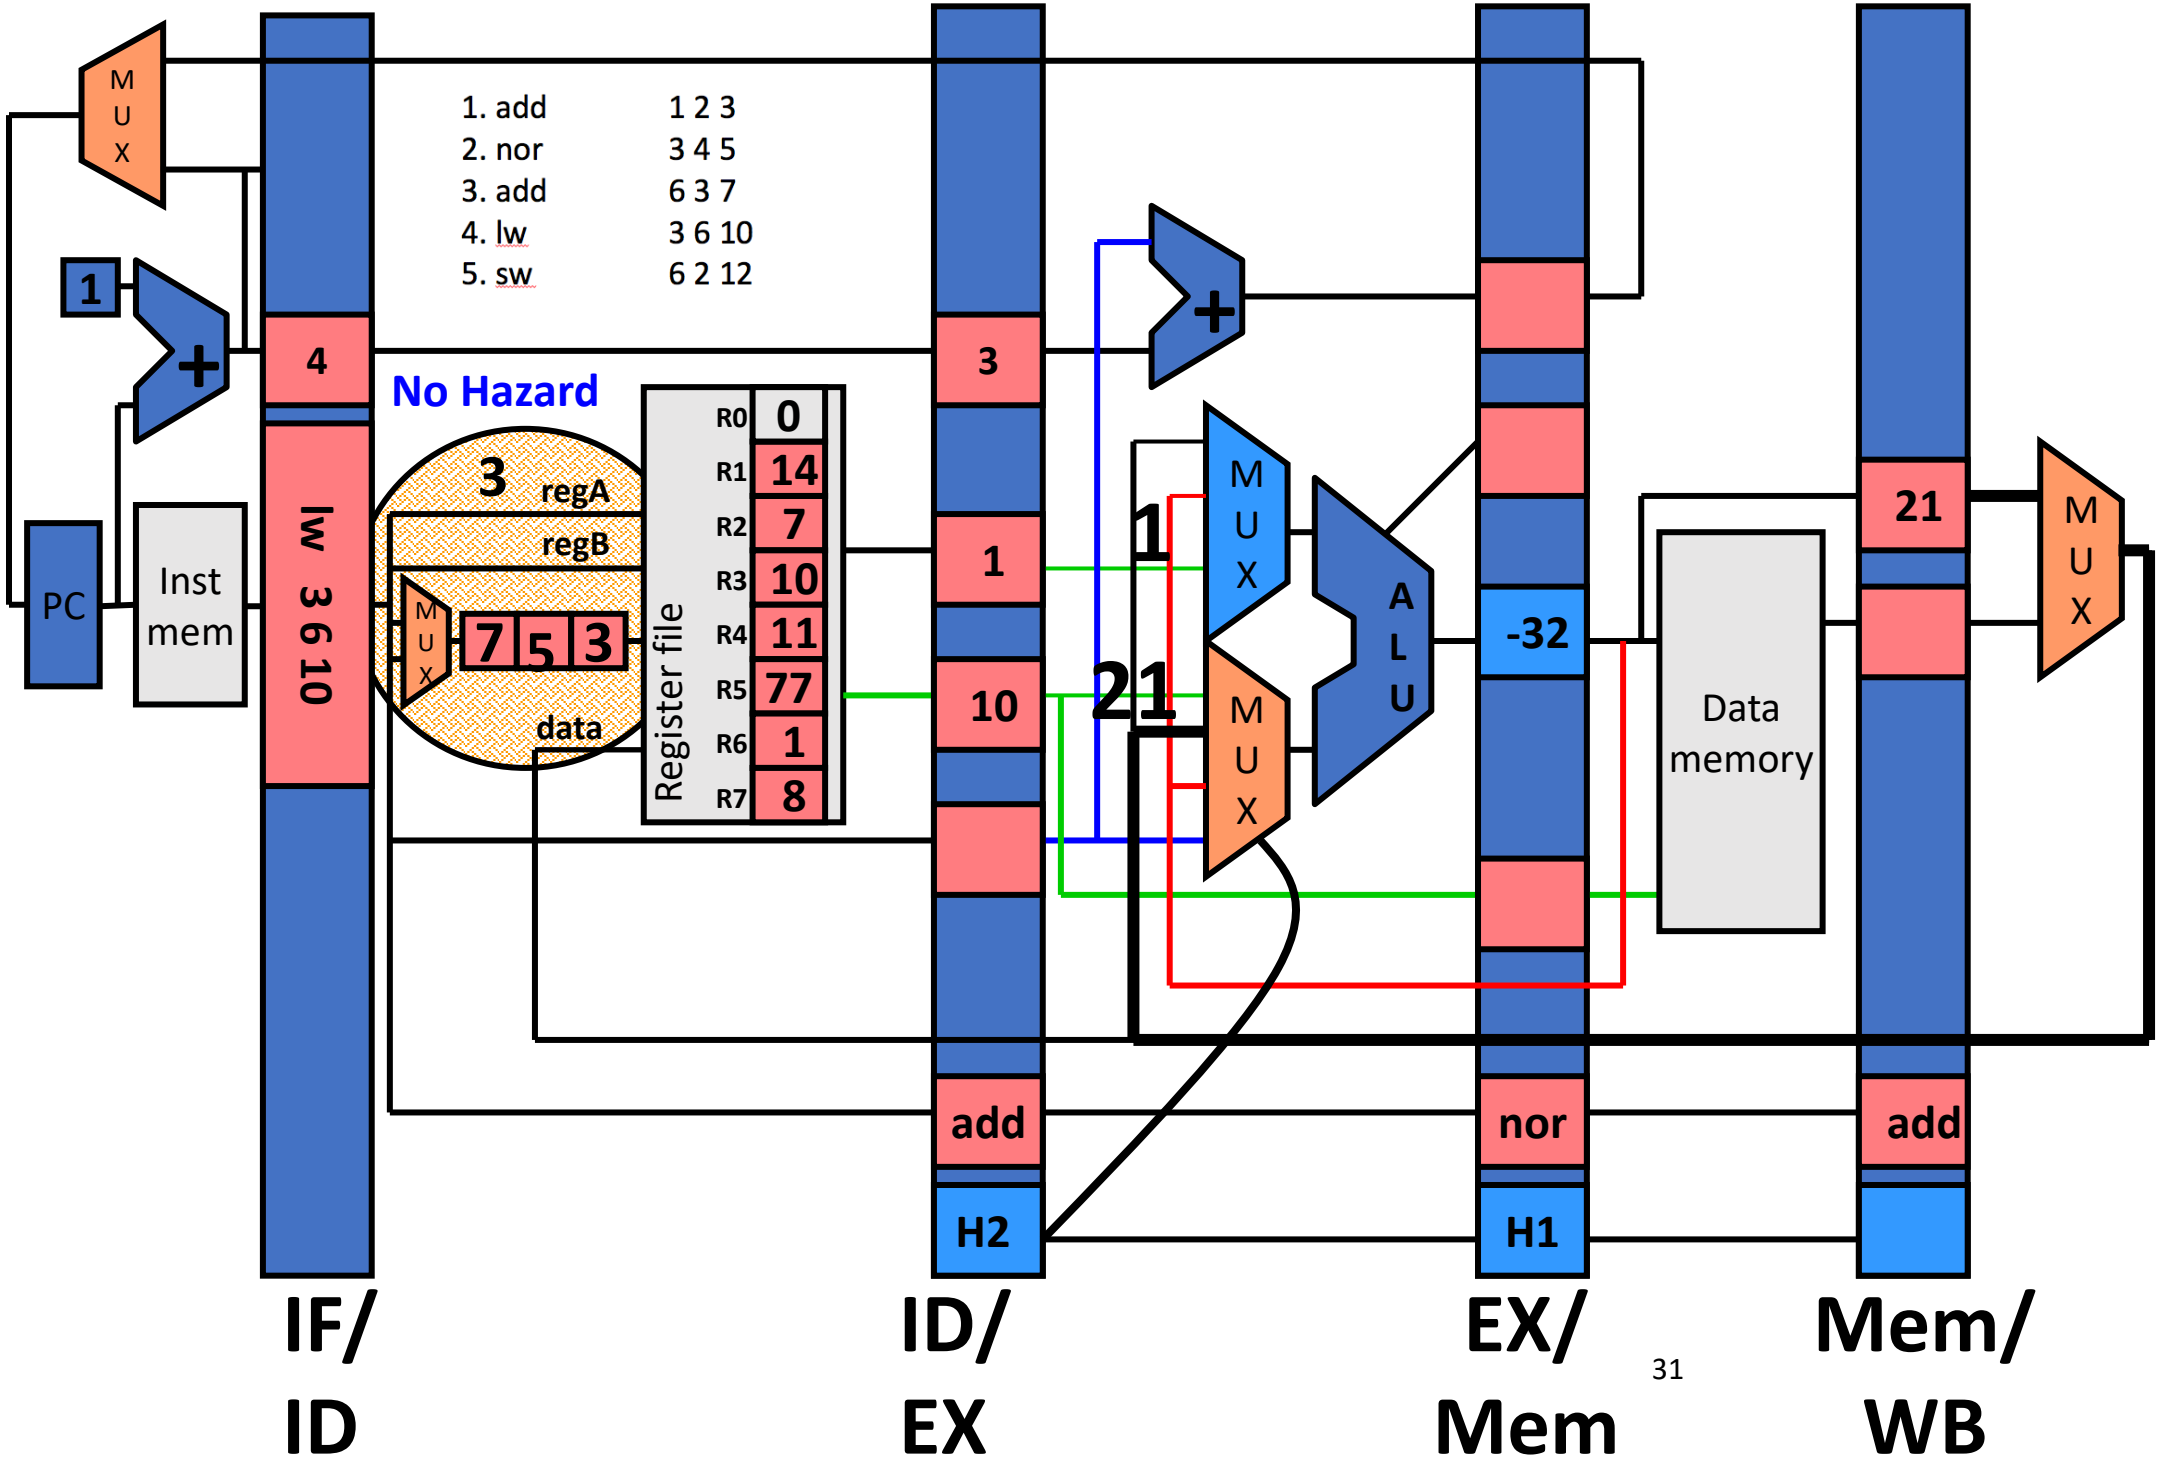 M
U
X
1. add 1 2 3
2. nor 3 4 5
3. add 6 3 7
4. lw 3 6 10
5. sw 6 2 12
1
+
4
3
+
No Hazard
PC
Inst
mem
lw 3 6 10
3
regA
regB
M
U
X
7 5 3
data
Register file
R0 0
R1 14
R2 7
R3 10
R4 11
R5 77
R6 1
R7 8
1
10
1
21
M
U
X
M
U
X
A
L
U
-32
Data
memory
21
M
U
X
add
nor
add
H2
H1
IF/
ID
ID/
EX
EX/
Mem
Mem/
WB
31